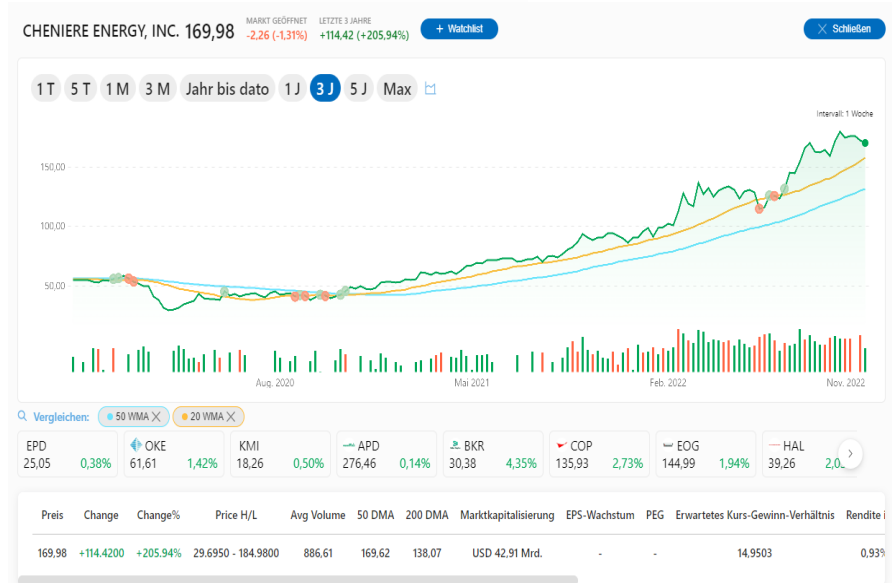 CHENIERE ENERGY, INC. 169,98
MARKT GEÖFFNET
-2,26 (-1,31%)
LETZTE 3 JAHRE
+114,42 (+205,94%)
+ Watchlist
Schließen
1 T 5 T 1 M 3 M Jahr bis dato 1 J 3 J 5 J Max
Intervall: 1 Woche
150,00
100,00
50,00
Aug. 2020 Mai 2021 Feb. 2022 Nov. 2022
Vergleichen: 50 WMA 20 WMA
EPD OKE KMI APD BKR COP EOG HAL
25,05 0,38% 61,61 1,42% 18,26 0,50% 276,46 0,14% 30,38 4,35% 135,93 2,73% 144,99 1,94% 39,26
Preis Change Change% Price H/L Avg Volume 50 DMA 200 DMA Marktkapitalisierung EPS-Wachstum PEG Erwartetes Kurs-Gewinn-Verhältnis Rendite
169,98 +114.4200 +205.94% 29.6950 - 184.9800 886,61 169,62 138,07 USD 42,91 Mrd. - - 14,9503 0,93%